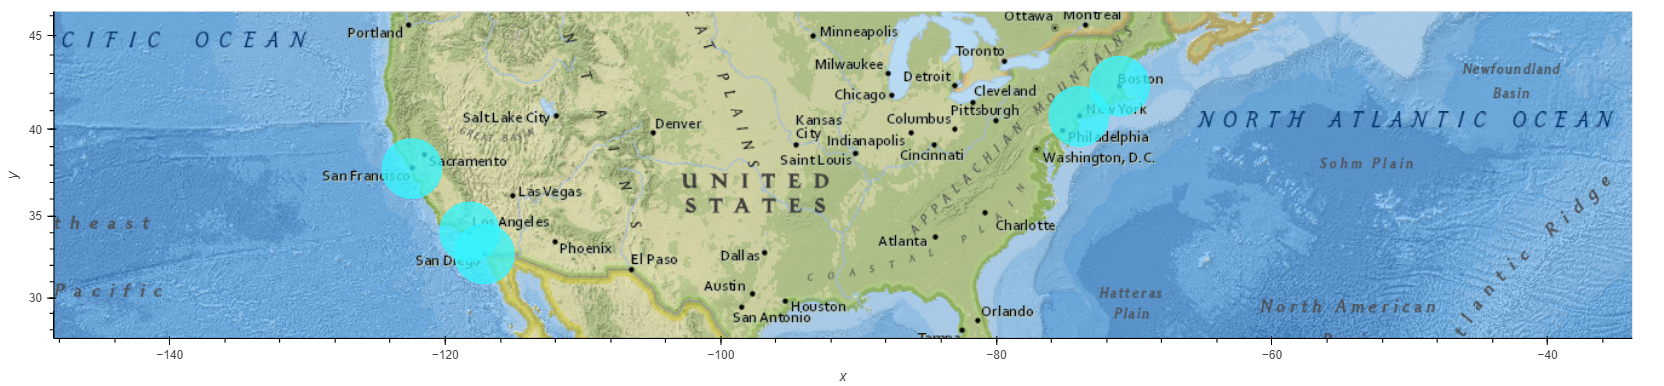 Ottawa Montréal
Portland
Minneapolis
CIFIC OCEAN
45
Toronto
Milwaukee
Detroit
Newfoundland
Basin
Boston
Chicago
Cleveland
GREAT PLAINS
MOUNTAINS
New York
Pittsburgh
Salt Lake City
GREAT BASIN
Denver
Kansas
City
Columbus
NORTH ATLANTIC OCEAN
40
Indianapolis
Philadelphia
Sacramento
Saint Louis
Cincinnati
Washington, D.C.
Sohm Plain
San Francisco
UNITED
STATES
APPALACHIAN
Las Vegas
y
35
theast
Los Angeles
Charlotte
Phoenix
Atlanta
San Diego
El Paso
Dallas
COASTAL PLAIN
Ridge
Pacific
30
Austin
Houston
San Antonio
Orlando
Hatteras
Plain
North American
tlantic
Tampa
−140
−120
−100
−80
−60
−40
x